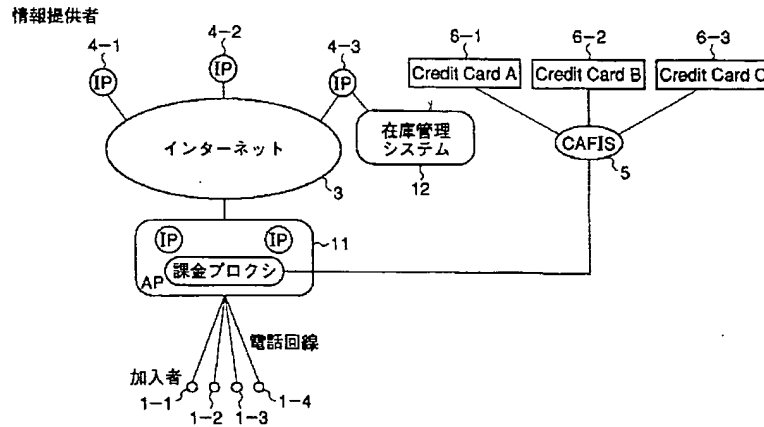 情報提供者
4-1
4-2
4-3
6-1
6-2
6-3
IP
IP
IP
Credit Card A
Credit Card B
Credit Card C
インターネット
在庫管理
システム
CAFIS
3
12
5
IP
IP
11
AP
課金プロクシ
電話回線
加入者
1-1
1-2
1-3
1-4